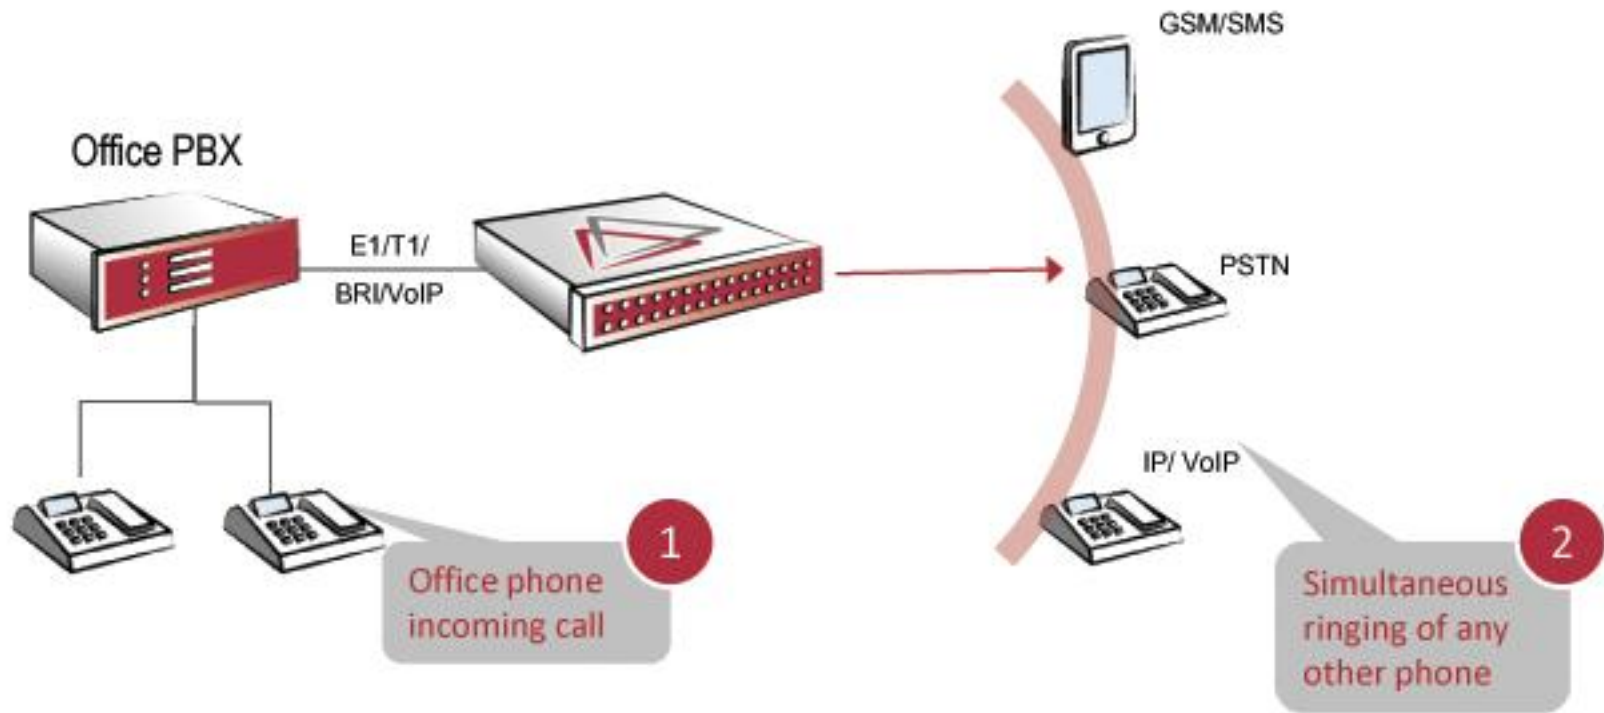 GSM/SMS
Office PBX
E1/T1/
BRI/VoIP
PSTN
IP/ VoIP
1
Office phone
incoming call
2
Simultaneous
ringing of any
other phone